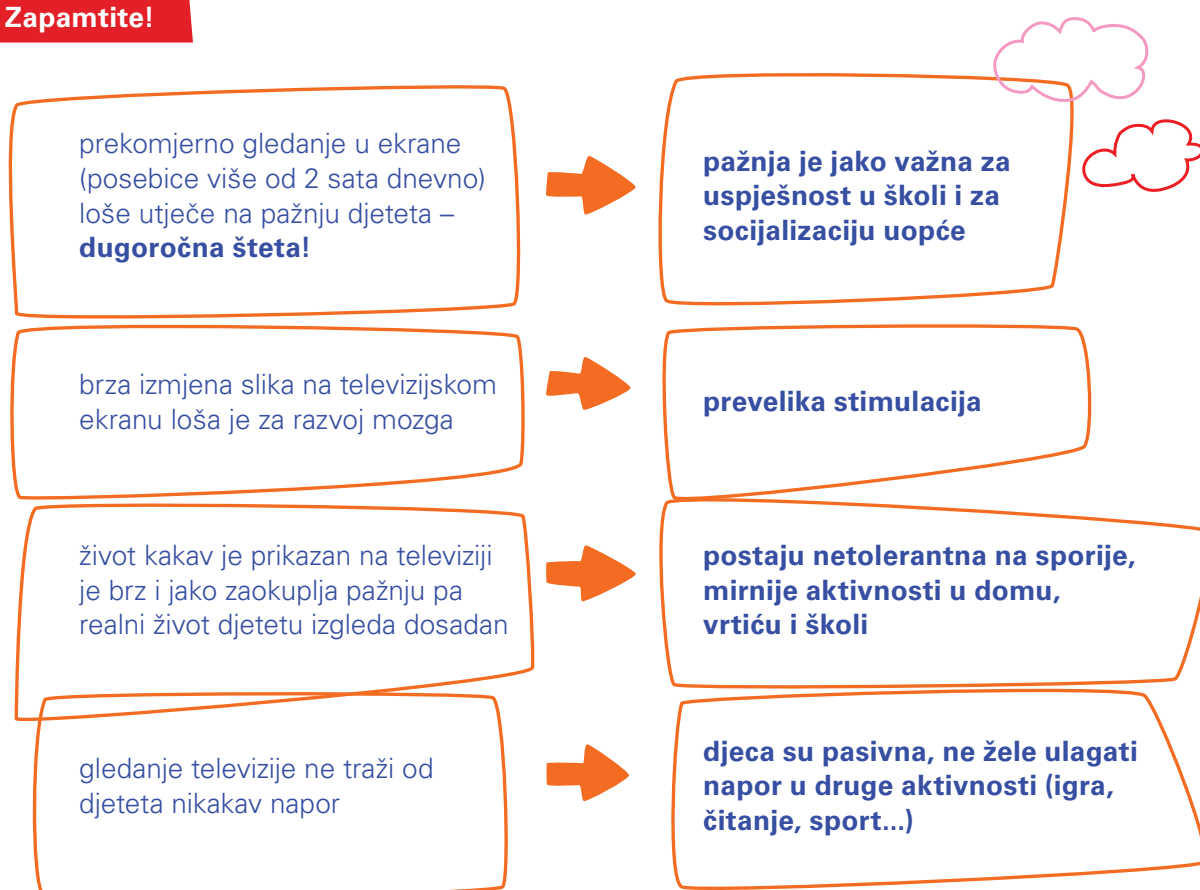 Zapamtite!
prekomjerno gledanje u ekrane
(posebice više od 2 sata dnevno)
loše utječe na pažnju djeteta –
dugoročna šteta!
pažnja je jako važna za
uspješnost u školi i za
socijalizaciju uopće
brza izmjena slika na televizijskom
ekranu loša je za razvoj mozga
prevelika stimulacija
život kakav je prikazan na televiziji
je brz i jako zaokuplja pažnju pa
realni život djetetu izgleda dosadan
postaju netolerantna na sporije,
mirnije aktivnosti u domu,
vrtiću i školi
gledanje televizije ne traži od
djeteta nikakav napor
djeca su pasivna, ne žele ulagati
napor u druge aktivnosti (igra,
čitanje, sport...)